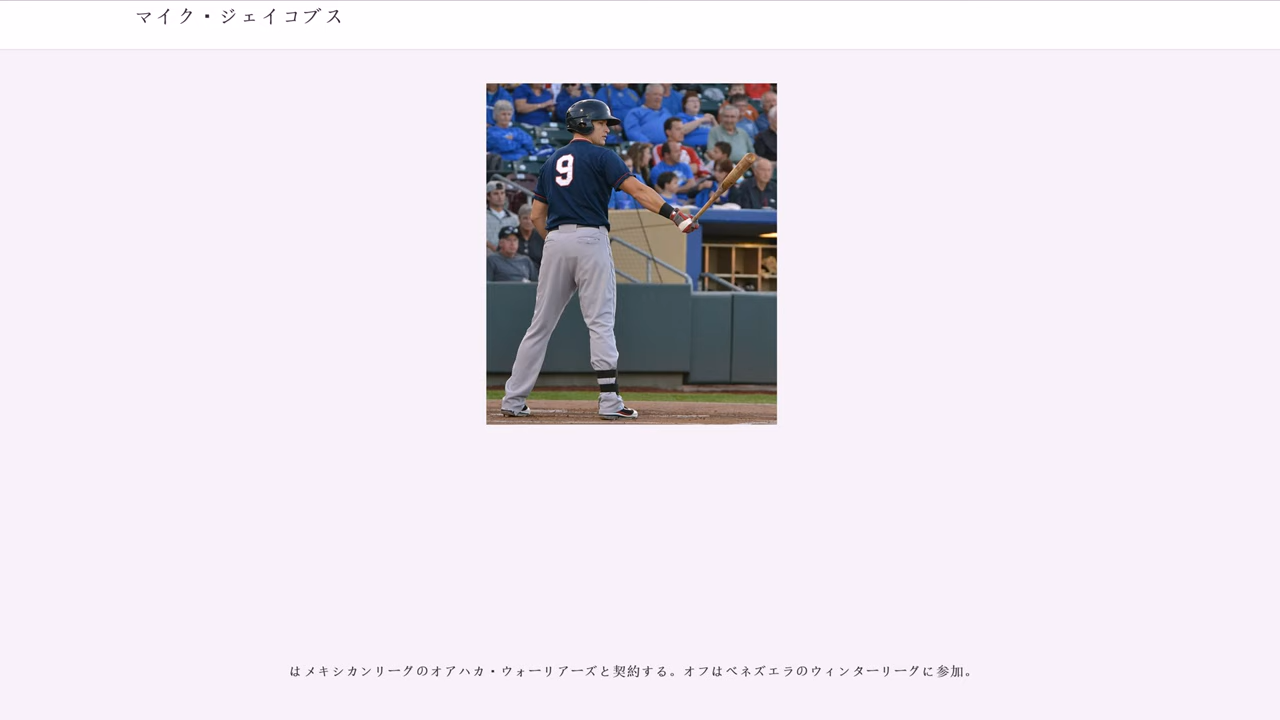 マイク・ジェイコブス
9
はメキシカンリーグのオアハカ・ウォーリアーズと契約する。オフはベネズエラのウィンターリーグに参加。